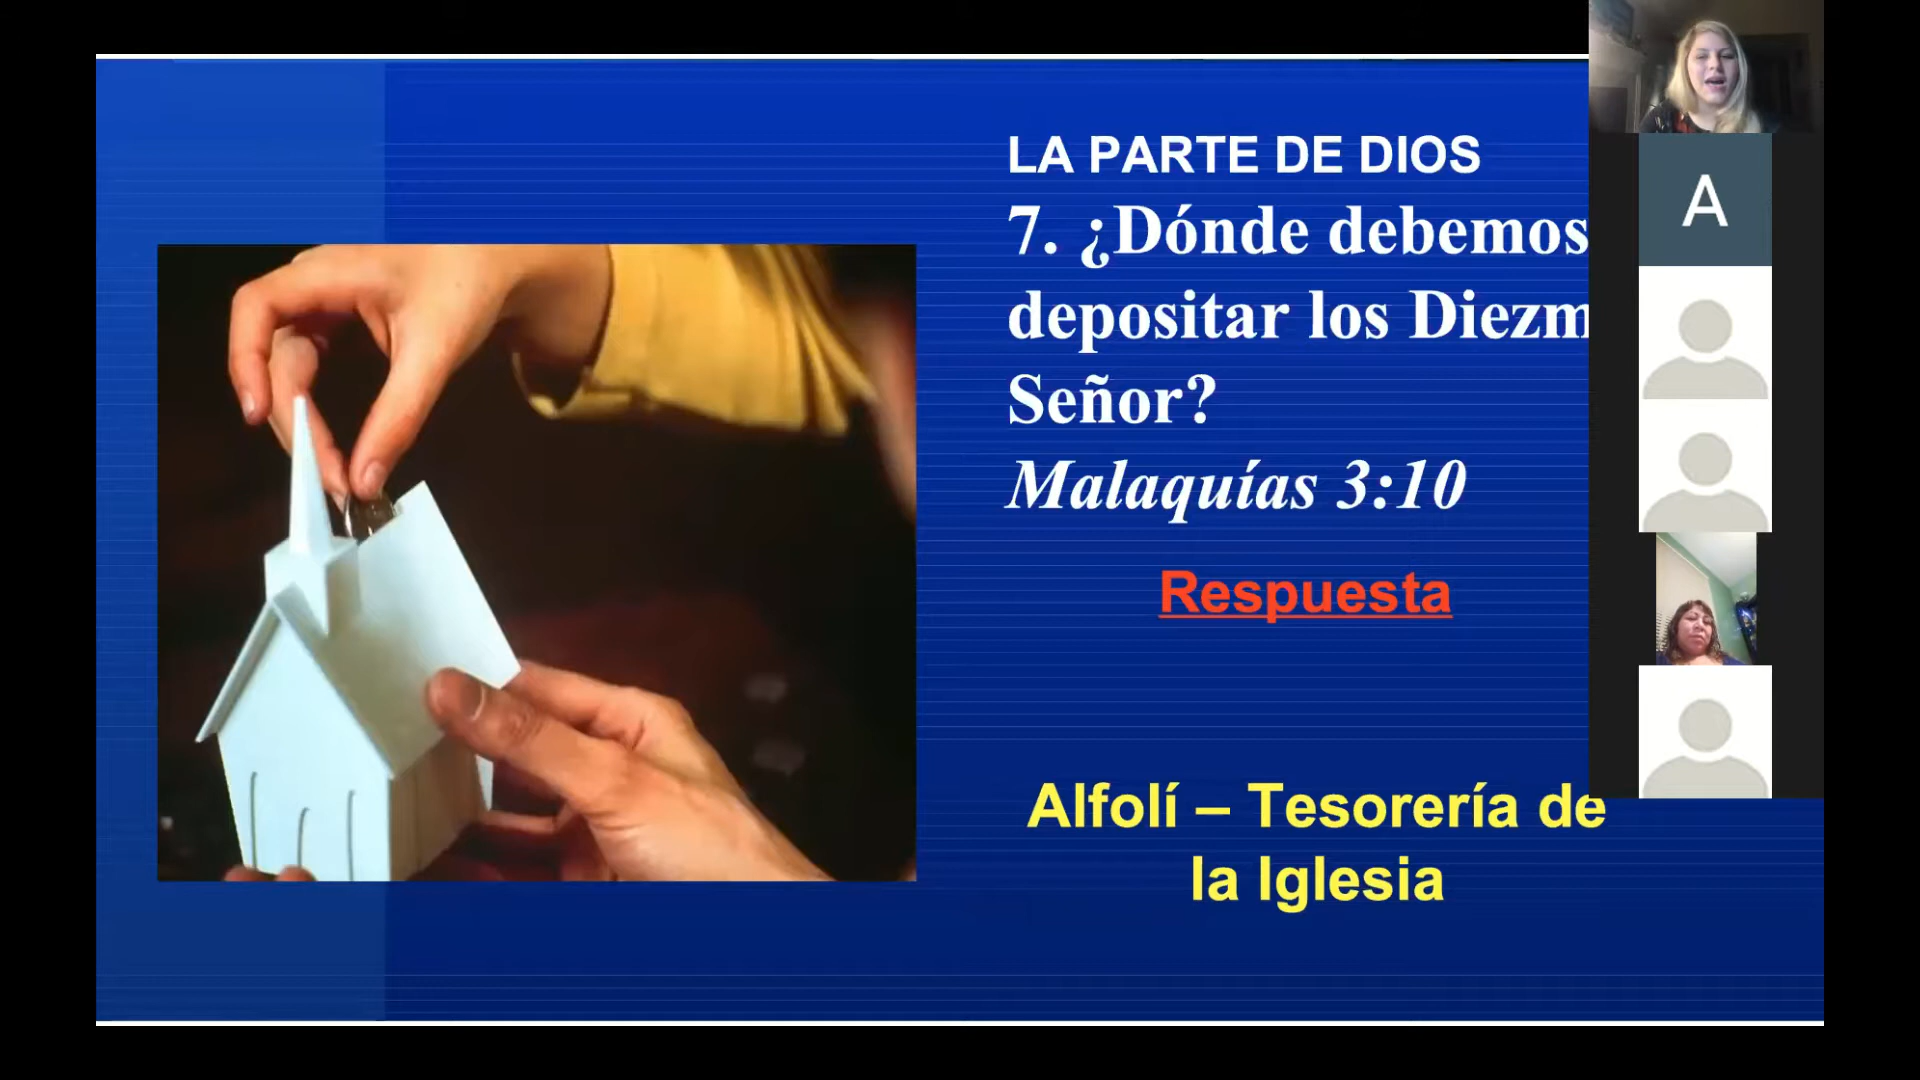 LA PARTE DE DIOS
7. ¿Dónde debemos
depositar los
Señor?
Malaquías 3:10
Respuesta
Alfolí – Tesorería de
la Iglesia
A